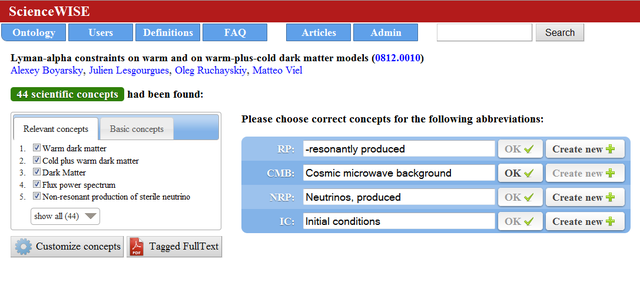 ScienceWISE
Ontology Users Definitions FAQ Articles Admin Search
Lyman-alpha constraints on warm and on warm-plus-cold dark matter models (0812.0010)
Alexey Boyarsky, Julien Lesgourgues, Oleg Ruchayskiy, Matteo Viel
44 scientific concepts had been found:
Please choose correct concepts for the following abbreviations:
Relevant concepts Basic concepts
1. Warm dark matter
2. Cold plus warm dark matter
3. Dark Matter
4. Flux power spectrum
5. Non-resonant production of sterile neutrino
show all (44)
Customize concepts Tagged FullText
RP: -resonantly produced OK Create new
CMB: Cosmic microwave background OK Create new
NRP: Neutrinos, produced OK Create new
IC: Initial conditions OK Create new